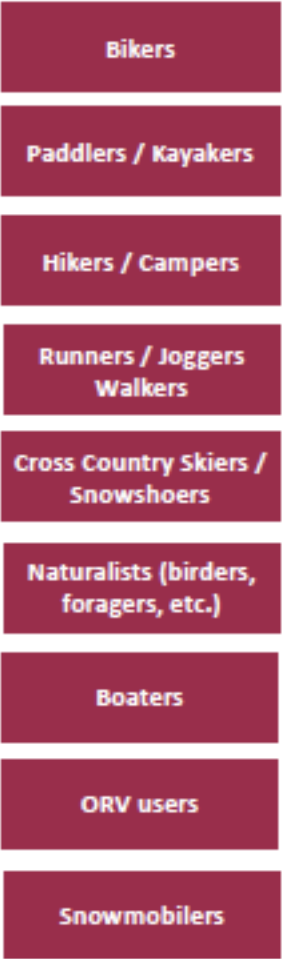 Bikers
Paddlers / Kayakers
Hikers / Campers
Runners / Joggers
Walkers
Cross Country Skiers /
Snowshoers
Naturalists (birders,
foragers, etc.)
Boaters
ORV users
Snowmobilers